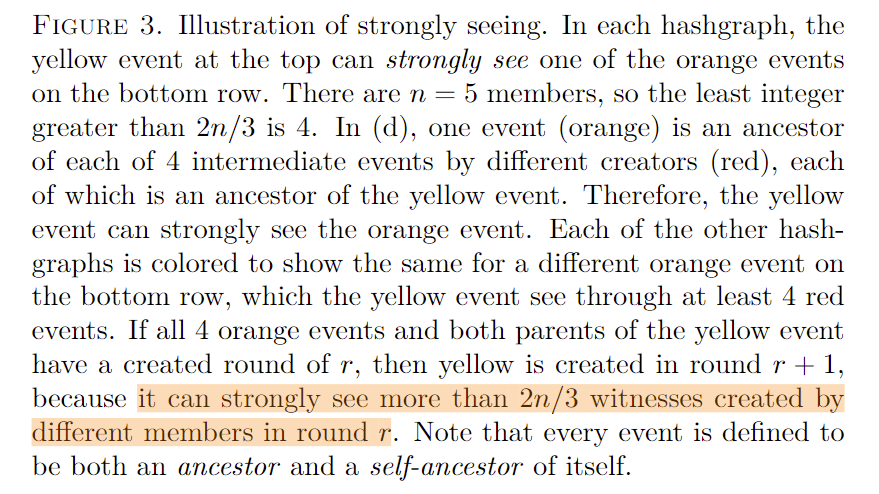 FIGURE 3. Illustration of strongly seeing. In each hashgraph, the
yellow event at the top can strongly see one of the orange events
on the bottom row. There are n = 5 members, so the least integer
greater than 2n/3 is 4. In (d), one event (orange) is an ancestor
of each of 4 intermediate events by different creators (red), each
of which is an ancestor of the yellow event. Therefore, the yellow
event can strongly see the orange event. Each of the other hash-
graphs is colored to show the same for a different orange event on
the bottom row, which the yellow event see through at least 4 red
events. If all 4 orange events and both parents of the yellow event
have a created round of r, then yellow is created in round r + 1,
because it can strongly see more than 2n/3 witnesses created by
different members in round r. Note that every event is defined to
be both an ancestor and a self-ancestor of itself.